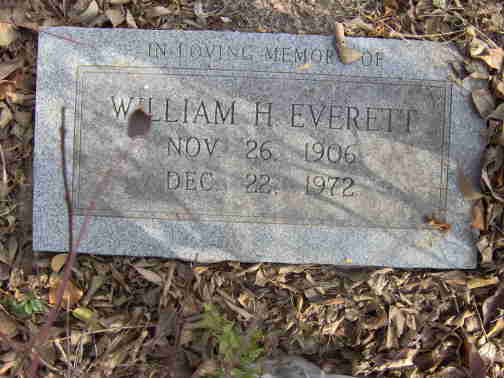 IN LOVING MEMORY OF
WILLIAM H. EVERETT
NOV. 26, 1906
DEC. 22, 1972